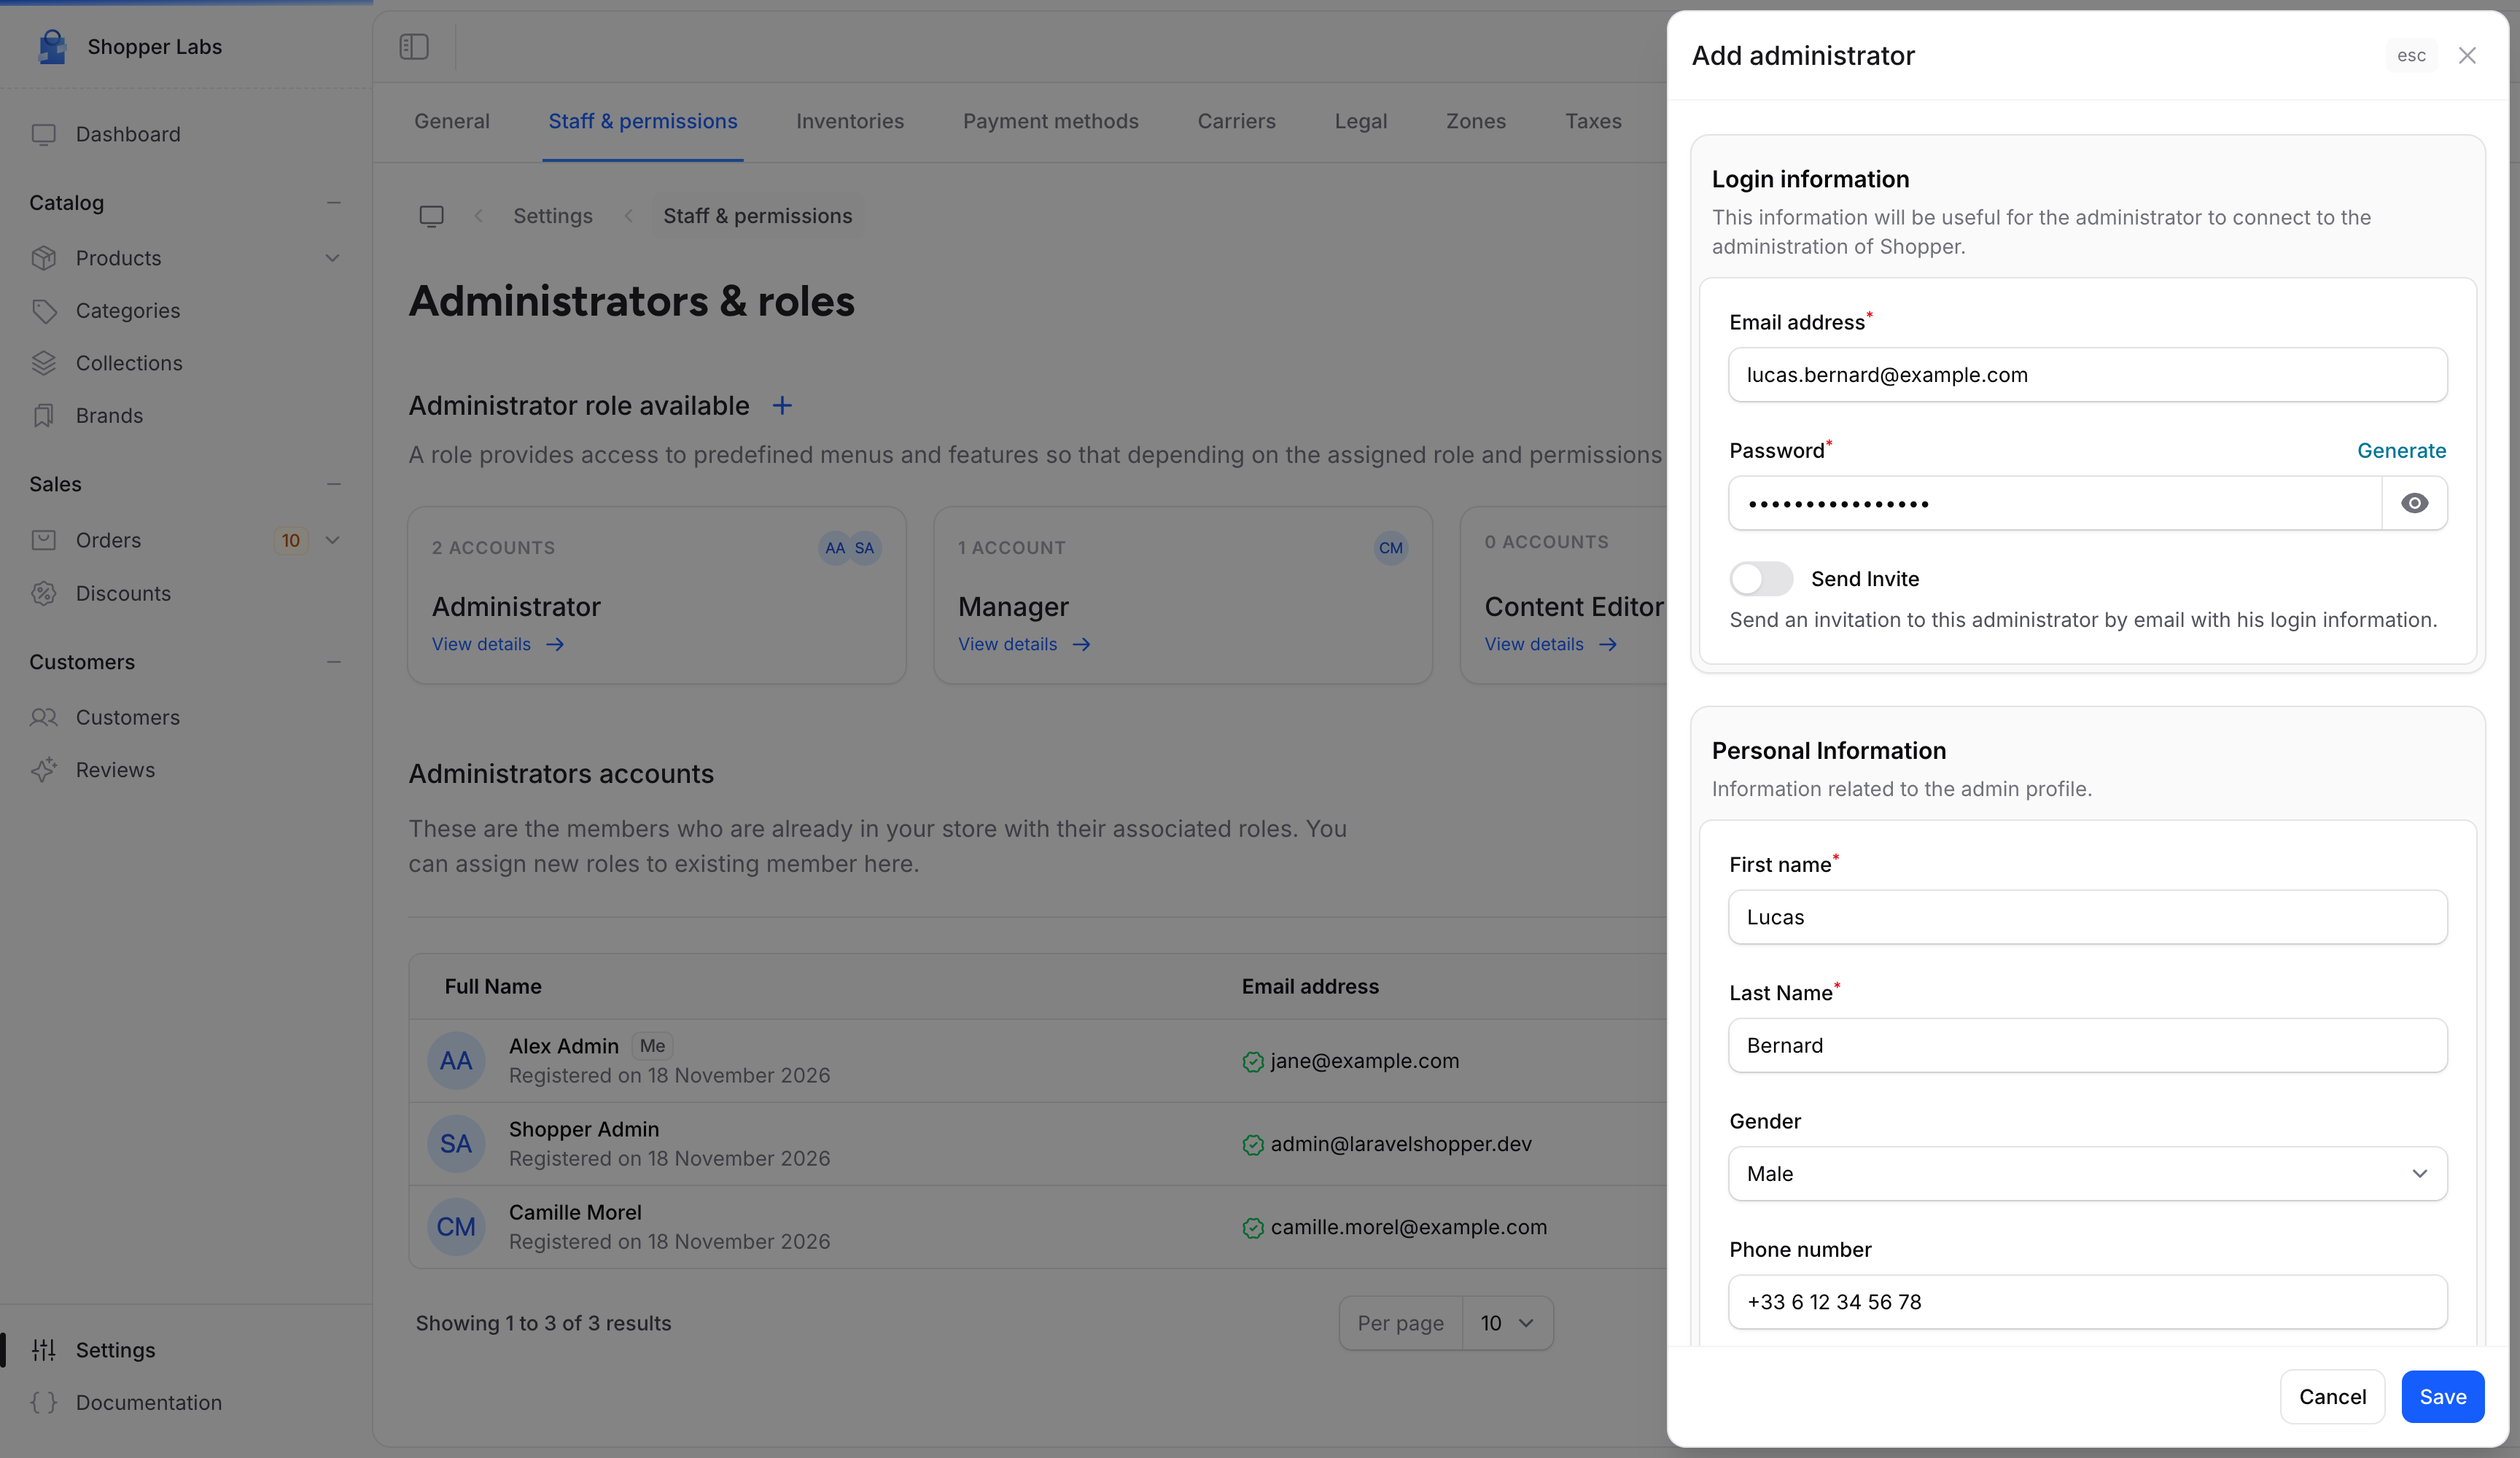 Shopper Labs
Dashboard
Catalog
Products
Categories
Collections
Brands
Sales
Orders 10
Discounts
Customers
Customers
Reviews
Settings
Documentation
General Staff & permissions Inventories Payment methods Carriers Legal Zones Taxes
Settings Staff & permissions
Administrators & roles
Administrator role available
A role provides access to predefined menus and features so that depending on the assigned role and permissions
2 ACCOUNTS AA SA
Administrator
View details
1 ACCOUNT CM
Manager
View details
0 ACCOUNTS
Content Editor
View details
Administrators accounts
These are the members who are already in your store with their associated roles. You
can assign new roles to existing member here.
Full Name Email address
AA Alex Admin Me jane@example.com
Registered on 18 November 2026
SA Shopper Admin admin@laravelshopper.dev
Registered on 18 November 2026
CM Camille Morel camille.morel@example.com
Registered on 18 November 2026
Showing 1 to 3 of 3 results Per page 10
Add administrator esc
Login information
This information will be useful for the administrator to connect to the
administration of Shopper.
Email address*
lucas.bernard@example.com
Password* Generate
••••••••••••••••
Send Invite
Send an invitation to this administrator by email with his login information.
Personal Information
Information related to the admin profile.
First name*
Lucas
Last Name*
Bernard
Gender
Male
Phone number
+33 6 12 34 56 78
Cancel Save